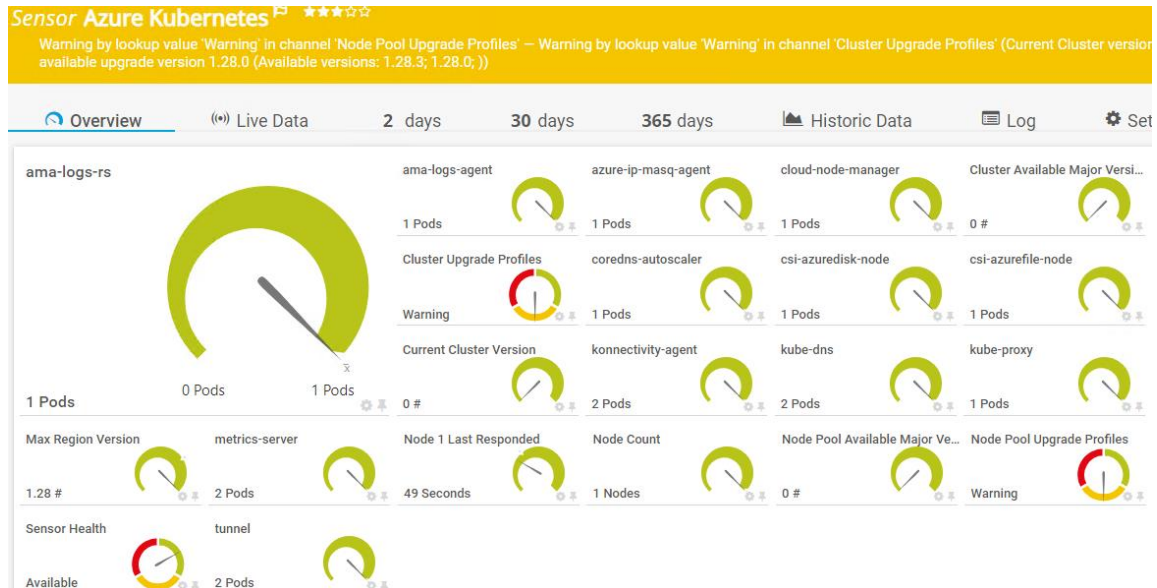 Sensor Azure Kubernetes
Warning by lookup value 'Warning' in channel 'Node Pool Upgrade Profiles' — Warning by lookup value 'Warning' in channel 'Cluster Upgrade Profiles' (Current Cluster version
available upgrade version 1.28.0 (Available versions: 1.28.3; 1.28.0; ))
Overview
Live Data
2 days
30 days
365 days
Historic Data
Log
Set
ama-logs-rs
0 Pods
1 Pods
x
1 Pods
ama-logs-agent
1 Pods
azure-ip-masq-agent
1 Pods
cloud-node-manager
1 Pods
Cluster Available Major Versi...
0 #
Cluster Upgrade Profiles
Warning
coredns-autoscaler
1 Pods
csi-azuredisk-node
1 Pods
csi-azurefile-node
1 Pods
Current Cluster Version
0 #
konnectivity-agent
2 Pods
kube-dns
2 Pods
kube-proxy
1 Pods
Max Region Version
1.28 #
metrics-server
2 Pods
Node 1 Last Responded
49 Seconds
Node Count
1 Nodes
Node Pool Available Major Ve...
0 #
Node Pool Upgrade Profiles
Warning
Sensor Health
Available
tunnel
2 Pods